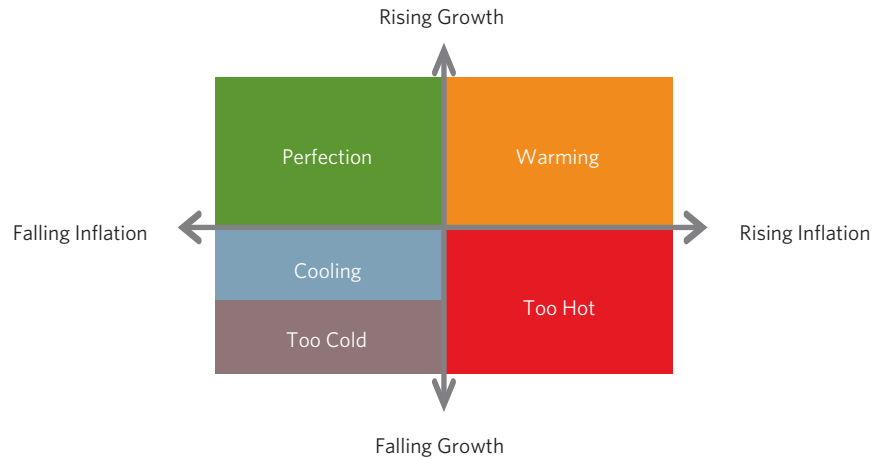 Rising Growth
Perfection
Warming
Falling Inflation
Rising Inflation
Cooling
Too Hot
Too Cold
Falling Growth